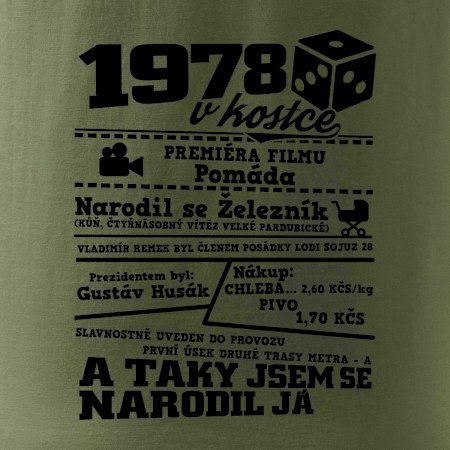 1978
v kostce
PREMIÉRA FILMU
Pomáda
Narodil se Železník
(KŮŇ, ČTYŘNÁSOBNÝ VÍTĚZ VELKÉ PARDUBICKÉ)
VLADIMÍR REMEK BYL ČLENEM POSÁDKY LODI SOJUZ 28
Prezidentem byl:
Gustáv Husák
Nákup:
CHLEBA... 2,60 KČS/kg
PIVO
1,70 KČS
SLAVNOSTNĚ UVEDEN DO PROVOZU
PRVNÍ ÚSEK DRUHÉ TRASY METRA - A
A TAKY JSEM SE
NARODIL JÁ